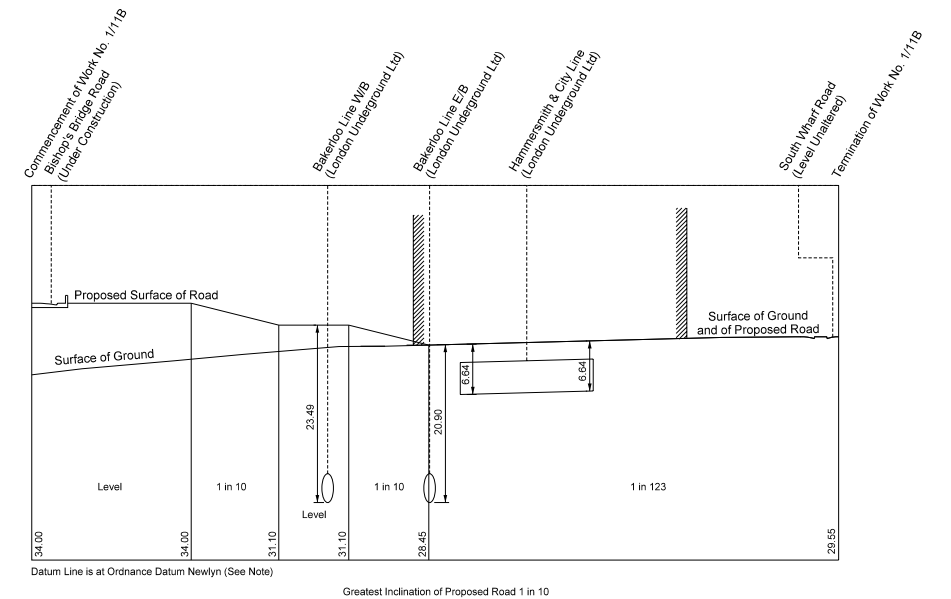 Commencement of Work No. 1/11B
Bishop's Bridge Road
(Under Construction)
Bakerloo Line W/B
(London Underground Ltd)
Bakerloo Line E/B
(London Underground Ltd)
Hammersmith & City Line
(London Underground Ltd)
South Wharf Road
(Level Unaltered)
Termination of Work No. 1/11B
Proposed Surface of Road
Surface of Ground
and of Proposed Road
Surface of Ground
6.64
6.64
23.49
20.90
Level
1 in 10
1 in 10
1 in 123
Level
34.00
34.00
31.10
31.10
28.45
29.55
Datum Line is at Ordnance Datum Newlyn (See Note)
Greatest Inclination of Proposed Road 1 in 10